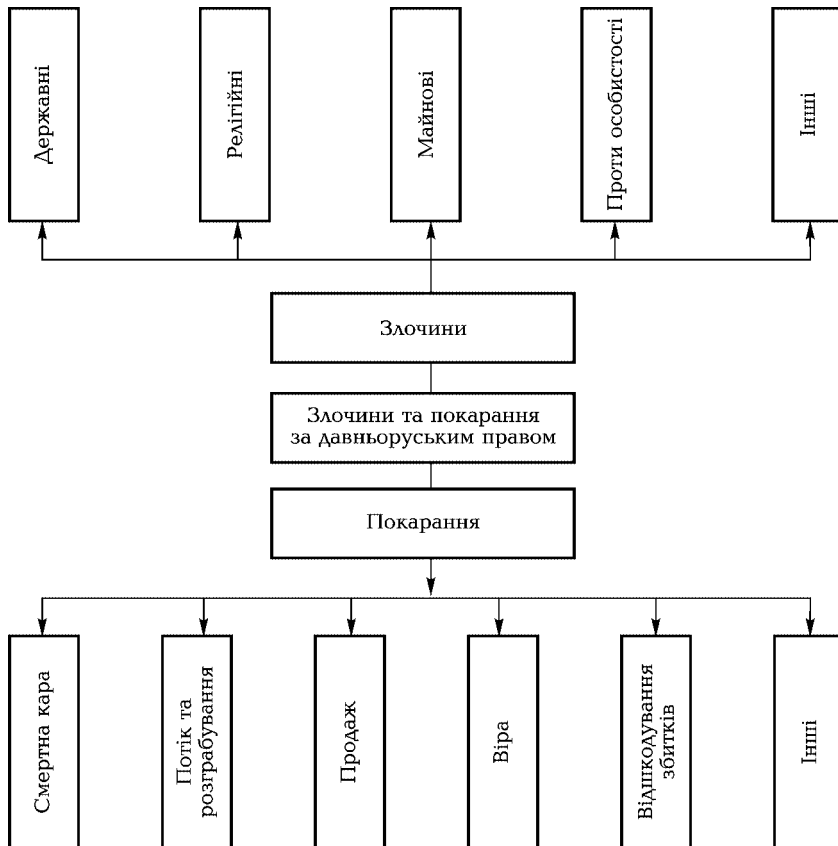 Державні
Релігійні
Майнові
Проти особистості
Інші
Злочини
Злочини та покарання
за давньоруським правом
Покарання
Смертна кара
Потік та
розграбування
Продаж
Віра
Відшкодування
збитків
Інші